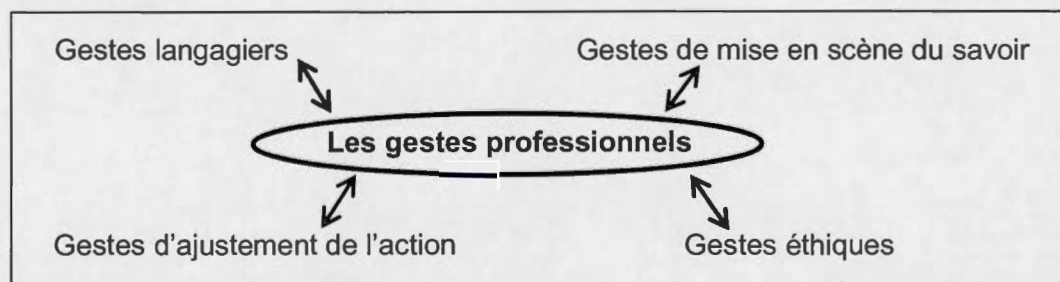 Gestes langagiers
Gestes de mise en scène du savoir
Les gestes professionnels
Gestes d'ajustement de l'action
Gestes éthiques